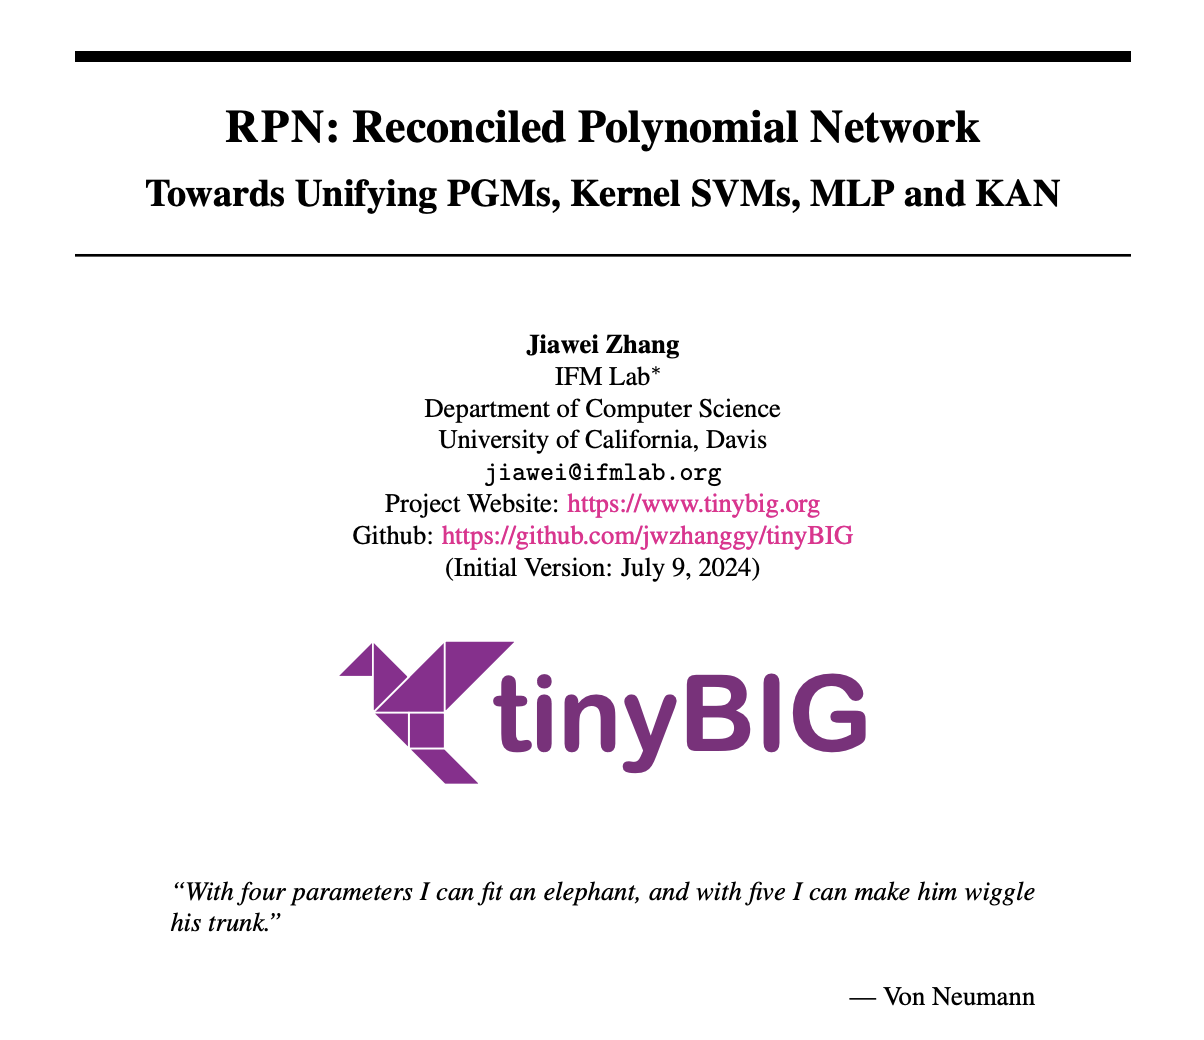 RPN: Reconciled Polynomial Network
Towards Unifying PGMs, Kernel SVMs, MLP and KAN
Jiawei Zhang
IFM Lab*
Department of Computer Science
University of California, Davis
jiawei@ifmlab.org
Project Website: https://www.tinybig.org
Github: https://github.com/jwzhanggy/tinyBIG
(Initial Version: July 9, 2024)
tinyBIG
“With four parameters I can fit an elephant, and with five I can make him wiggle
his trunk.”
— Von Neumann